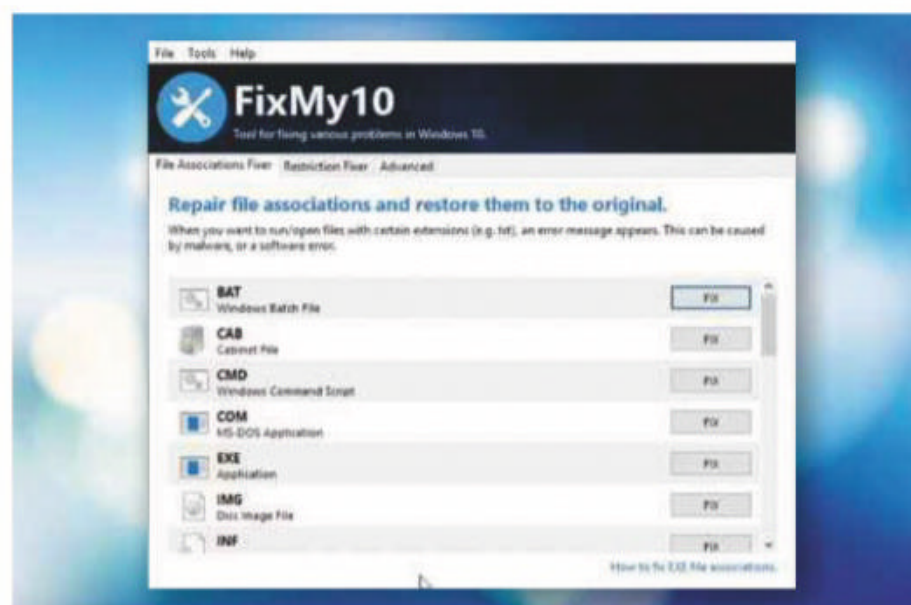 File Tools Help
FixMy10
Tool for fixing various problems in Windows 10.
File Associations Fixer Restriction Fixer Advanced
Repair file associations and restore them to the original.
When you want to run/open files with certain extensions (e.g. txt), an error message appears. This can be caused
by malware, or a software error.
BAT
Windows Batch File
Fix
CAB
Cabinet File
Fix
CMD
Windows Command Script
Fix
COM
MS-DOS Application
Fix
EXE
Application
Fix
IMG
Disc Image File
Fix
INF
Fix
How to fix EXE file associations.